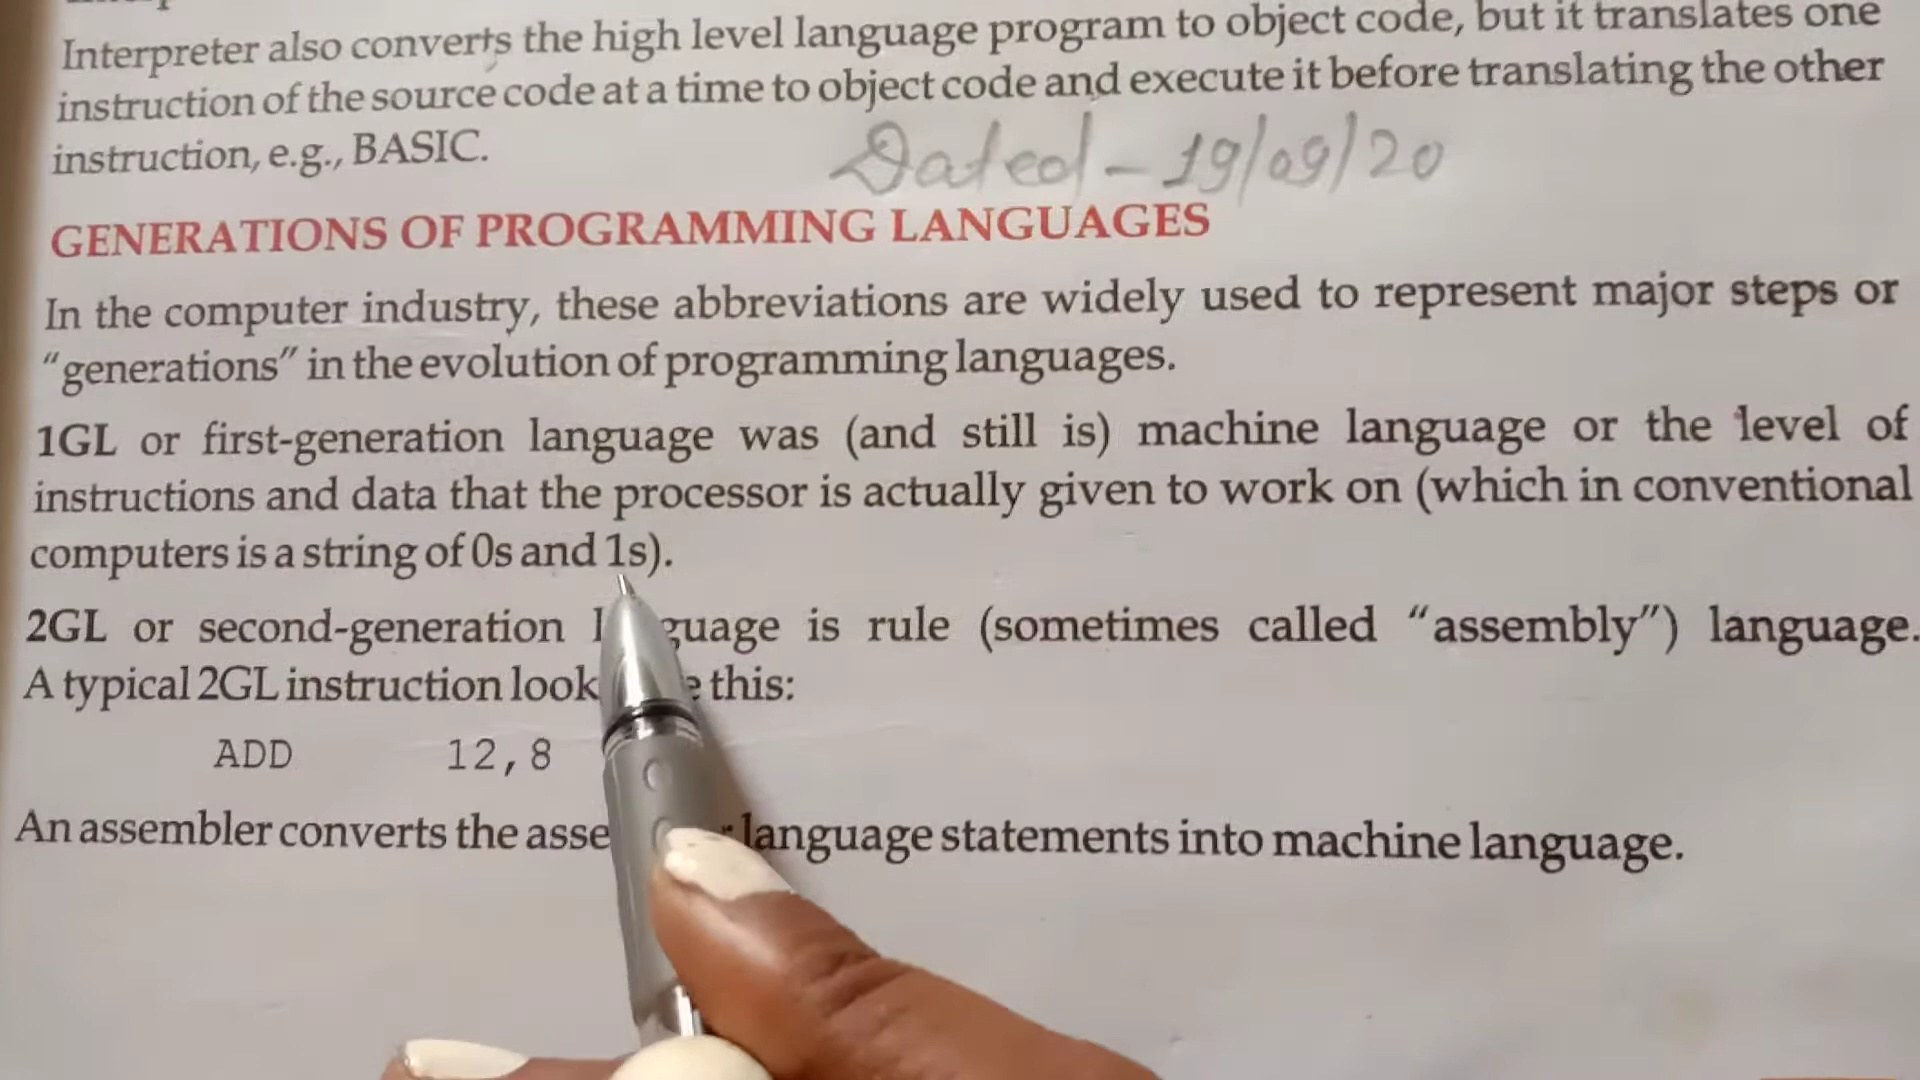 Interpreter also converts the high level language program to object code, but it translates one
instruction of the source code at a time to object code and execute it before translating the other
instruction, e.g., BASIC.
Dated - 19/09/20
GENERATIONS OF PROGRAMMING LANGUAGES
In the computer industry, these abbreviations are widely used to represent major steps or
“generations” in the evolution of programming languages.
1GL or first-generation language was (and still is) machine language or the level of
instructions and data that the processor is actually given to work on (which in conventional
computers is a string of 0s and 1s).
2GL or second-generation l guage is rule (sometimes called “assembly”) language.
A typical 2GL instruction look e this:
ADD 12,8
An assembler converts the asse language statements into machine language.